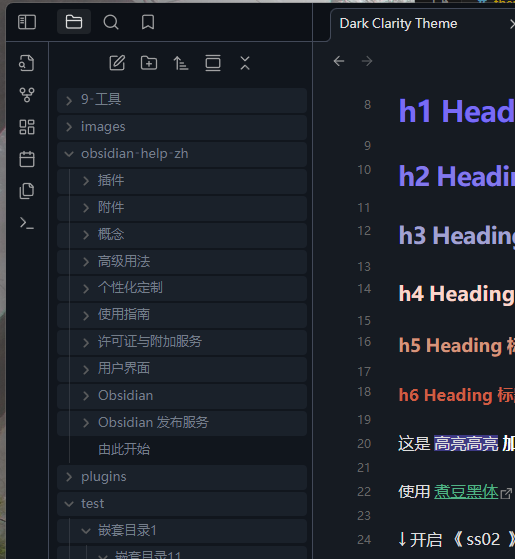 Dark Clarity Theme
9-工具
images
obsidian-help-zh
插件
附件
概念
高级用法
个性化定制
使用指南
许可证与附加服务
用户界面
Obsidian
Obsidian 发布服务
由此开始
plugins
test
嵌套目录1
嵌套目录11
8
h1 Head
9
10
h2 Headi
11
12
h3 Heading
13
14
h4 Heading
15
16
h5 Heading 标
17
18
h6 Heading 标
19
20
这是 高亮高亮 加
21
22
使用 煮豆黑体
23
24
↓开启《 ss02 》